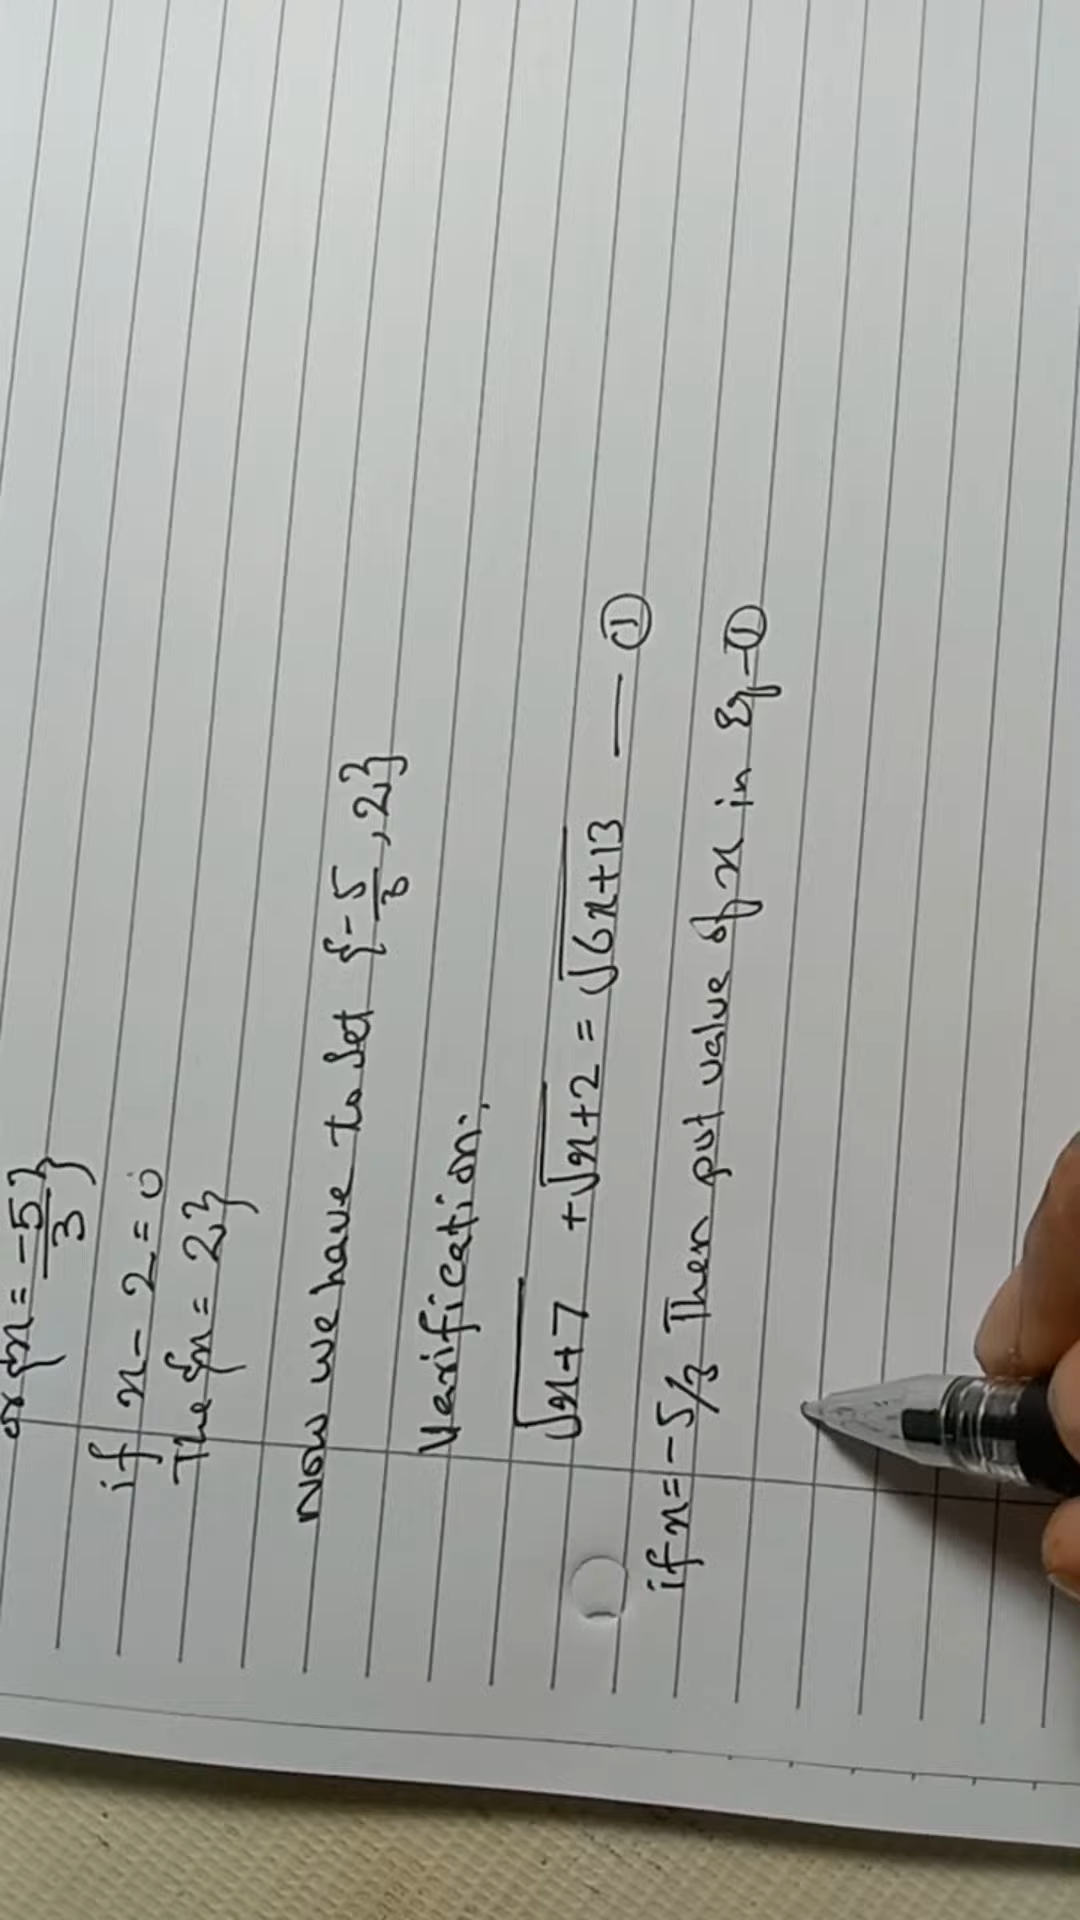 or {x = -5/3}
if x - 2 = 0
The {x = 2}
Now we have to Set {-5/3, 2}
Verification:,
√x+7 + √x+2 = √6x+13 — ①
if x = -5/3 Then put value of x in Eq-①